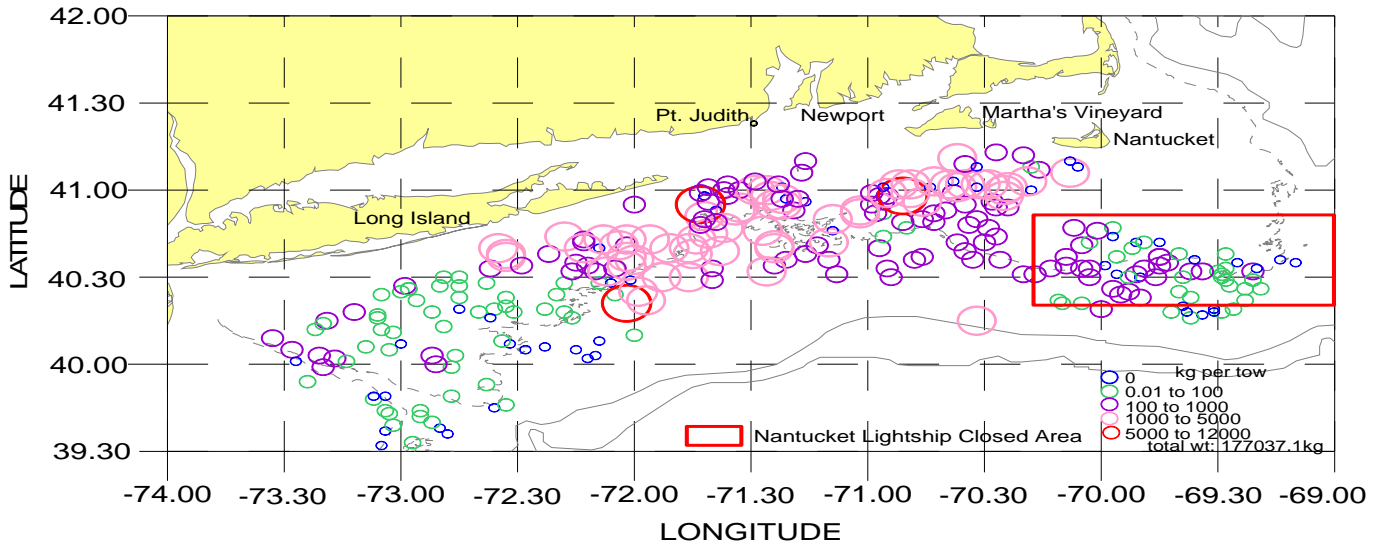 42.00
41.30
Pt. Judith
Newport
Martha's Vineyard
Nantucket
41.00
Long Island
LATITUDE
40.30
40.00
kg per tow
0
0.01 to 100
100 to 1000
1000 to 5000
5000 to 12000
total wt: 177037.1kg
Nantucket Lightship Closed Area
39.30
-74.00 -73.30 -73.00 -72.30 -72.00 -71.30 -71.00 -70.30 -70.00 -69.30 -69.00
LONGITUDE